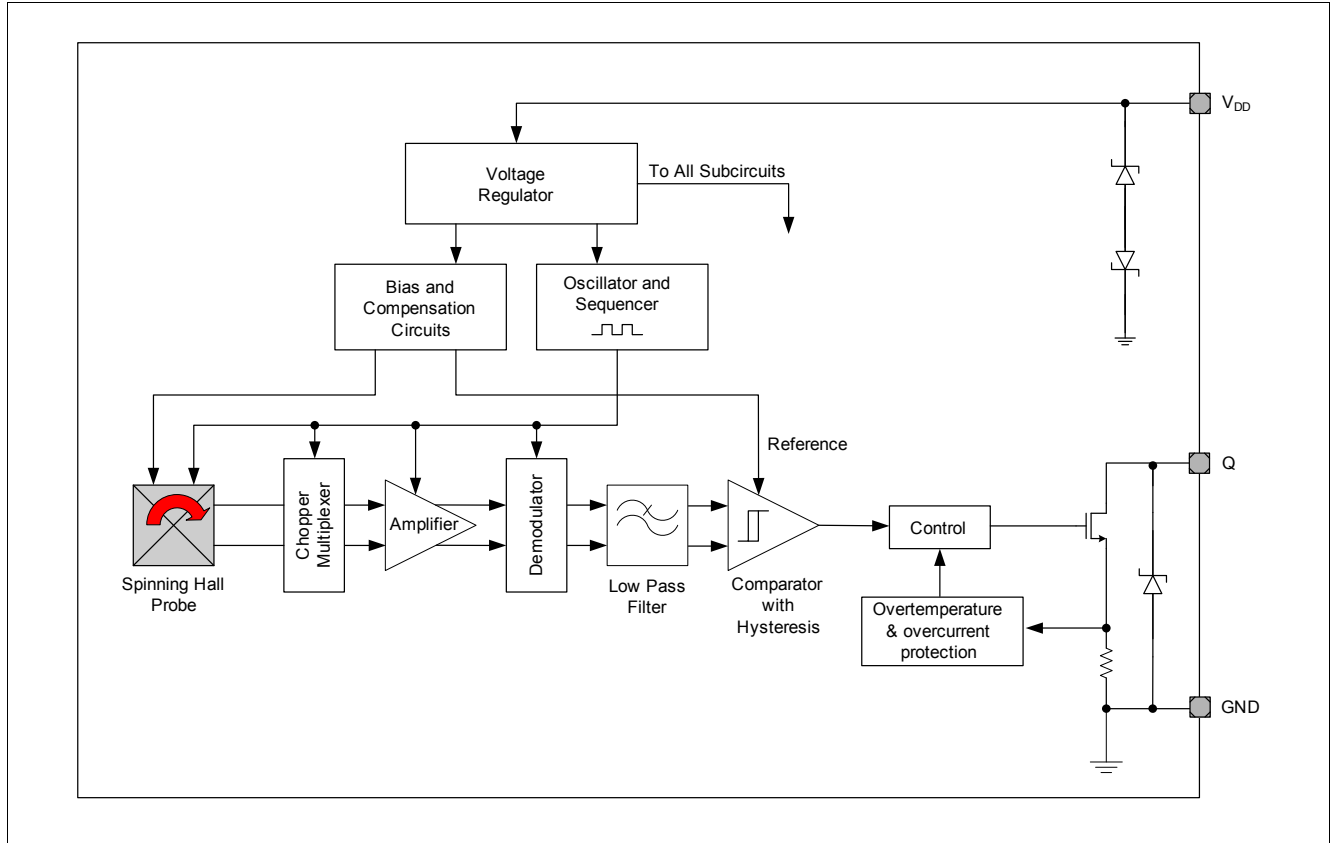 V_DD
Voltage
Regulator
To All Subcircuits
Bias and
Compensation
Circuits
Oscillator and
Sequencer
Reference
Q
Chopper
Multiplexer
Amplifier
Demodulator
Control
Spinning Hall
Probe
Low Pass
Filter
Comparator
with
Hysteresis
Overtemperature
& overcurrent
protection
GND